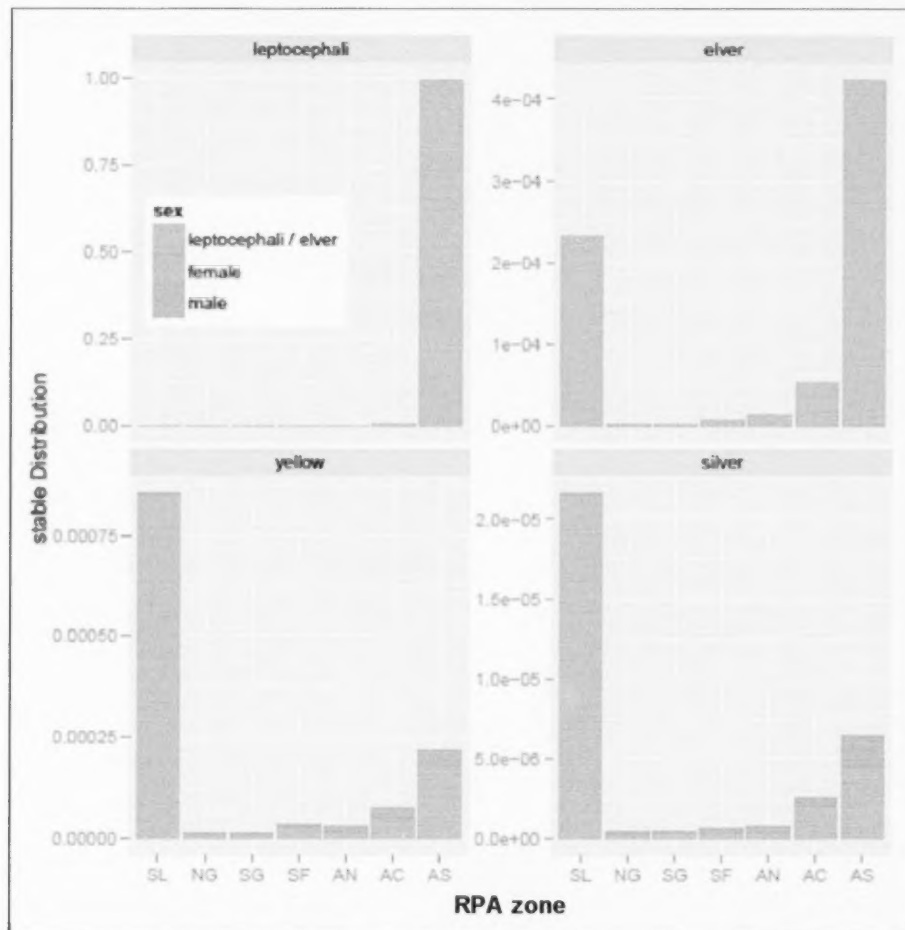 leptocephali
elver
1.00
0.75
0.50
0.25
0.00
sex
leptocephali / elver
female
male
4e-04
3e-04
2e-04
1e-04
0e+00
stable Distribution
yellow
silver
0.00075
0.00050
0.00025
0.00000
2.0e-05
1.5e-05
1.0e-05
5.0e-06
0.0e+00
SL NG SG SF AN AC AS
SL NG SG SF AN AC AS
RPA zone